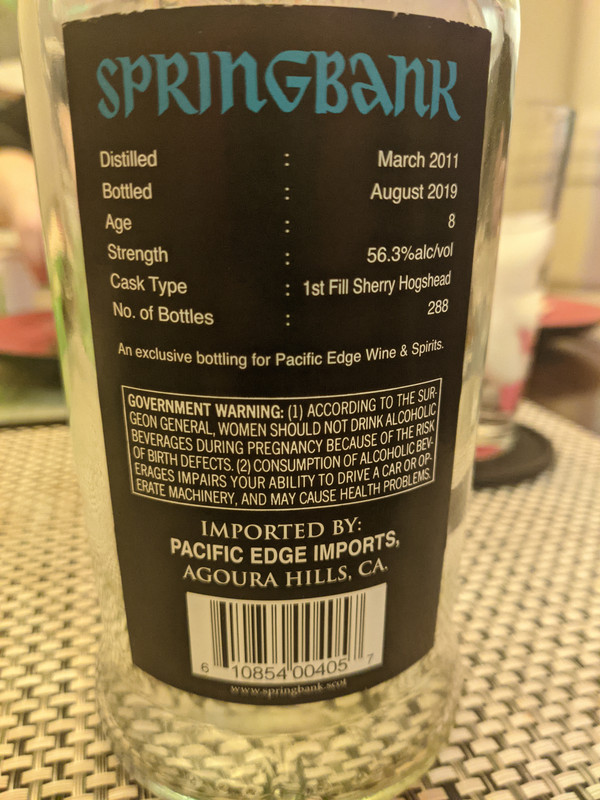 SPRINGBANK
Distilled : March 2011
Bottled : August 2019
Age : 8
Strength : 56.3%alc/vol
Cask Type : 1st Fill Sherry Hogshead
No. of Bottles : 288
An exclusive bottling for Pacific Edge Wine & Spirits.
GOVERNMENT WARNING: (1) ACCORDING TO THE SUR-
GEON GENERAL, WOMEN SHOULD NOT DRINK ALCOHOLIC
BEVERAGES DURING PREGNANCY BECAUSE OF THE RISK
OF BIRTH DEFECTS. (2) CONSUMPTION OF ALCOHOLIC BEV-
ERAGES IMPAIRS YOUR ABILITY TO DRIVE A CAR OR OP-
ERATE MACHINERY, AND MAY CAUSE HEALTH PROBLEMS.
IMPORTED BY:
PACIFIC EDGE IMPORTS,
AGOURA HILLS, CA.
6 10854 00405 7
www.springbank.scot